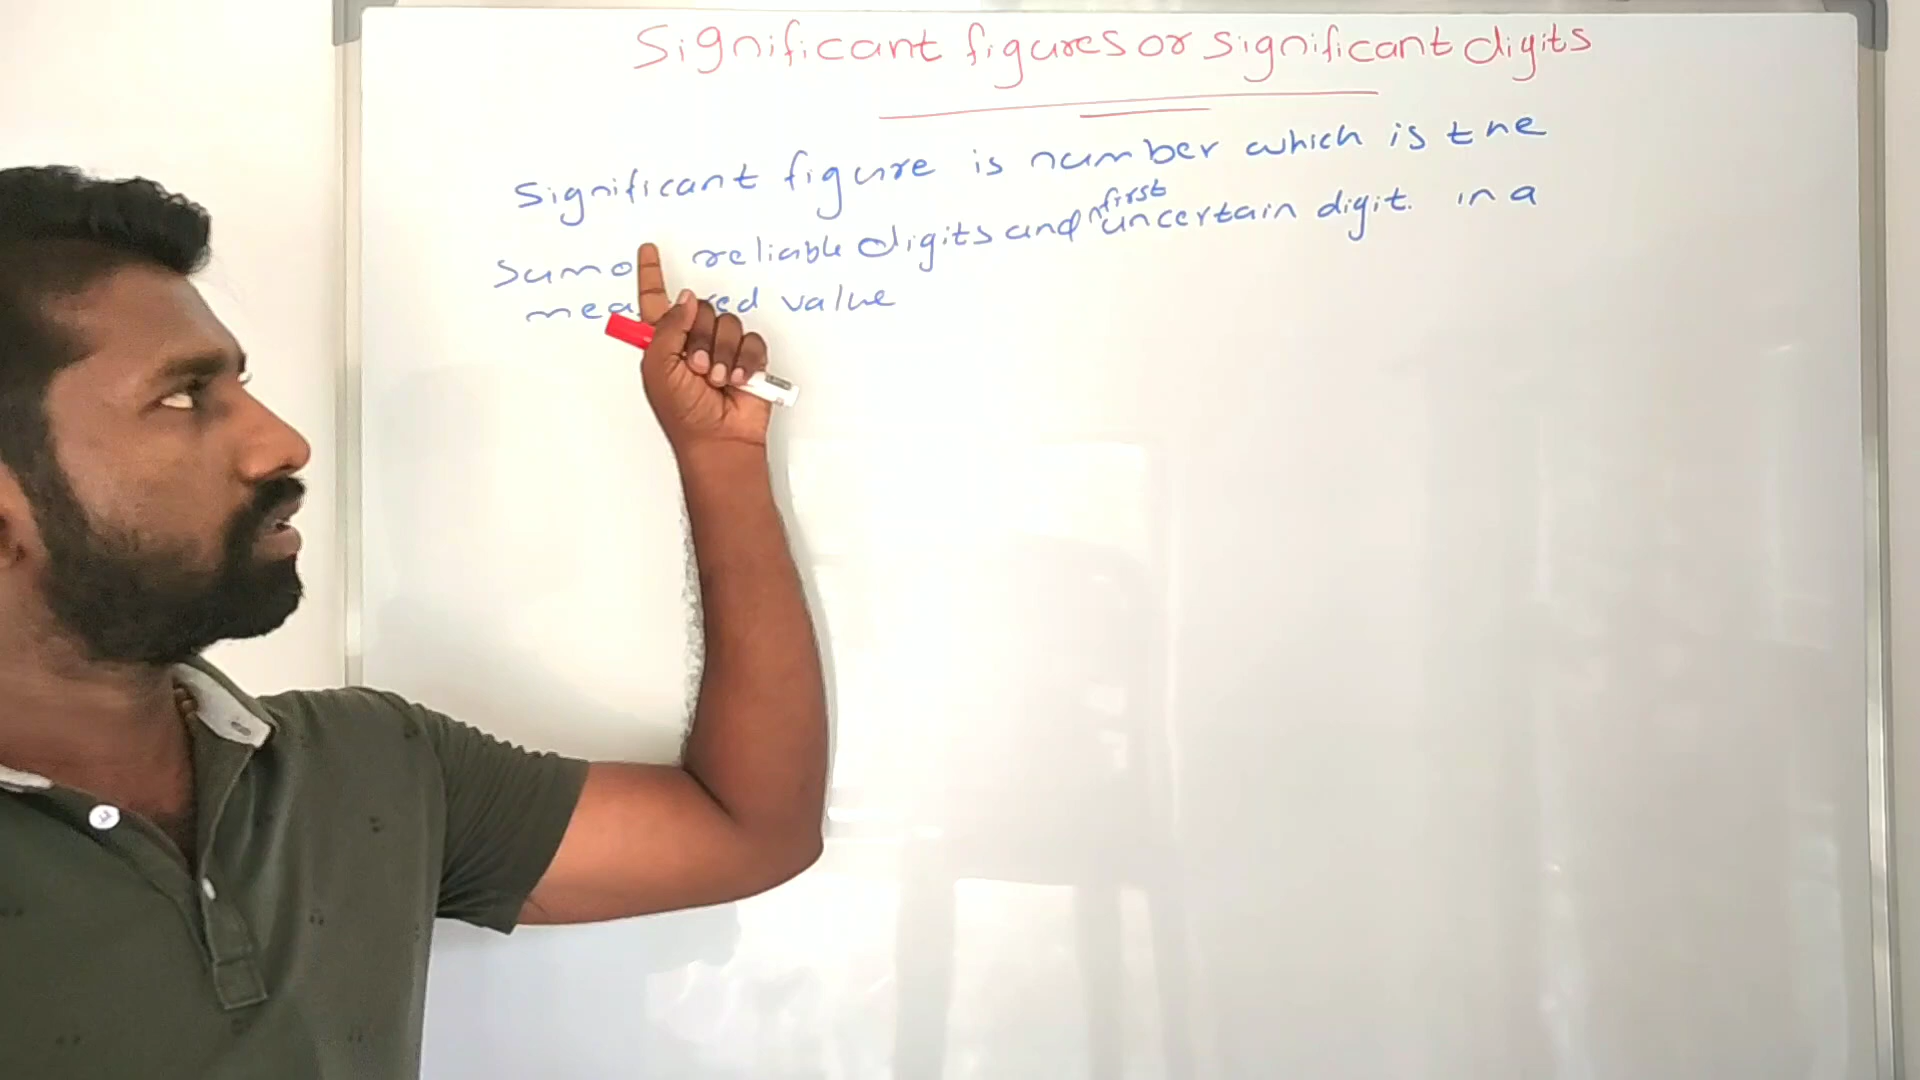 Significant figures or significant digits
Significant figure is number which is the
first
sum reliable digits and uncertain digit. in a
value